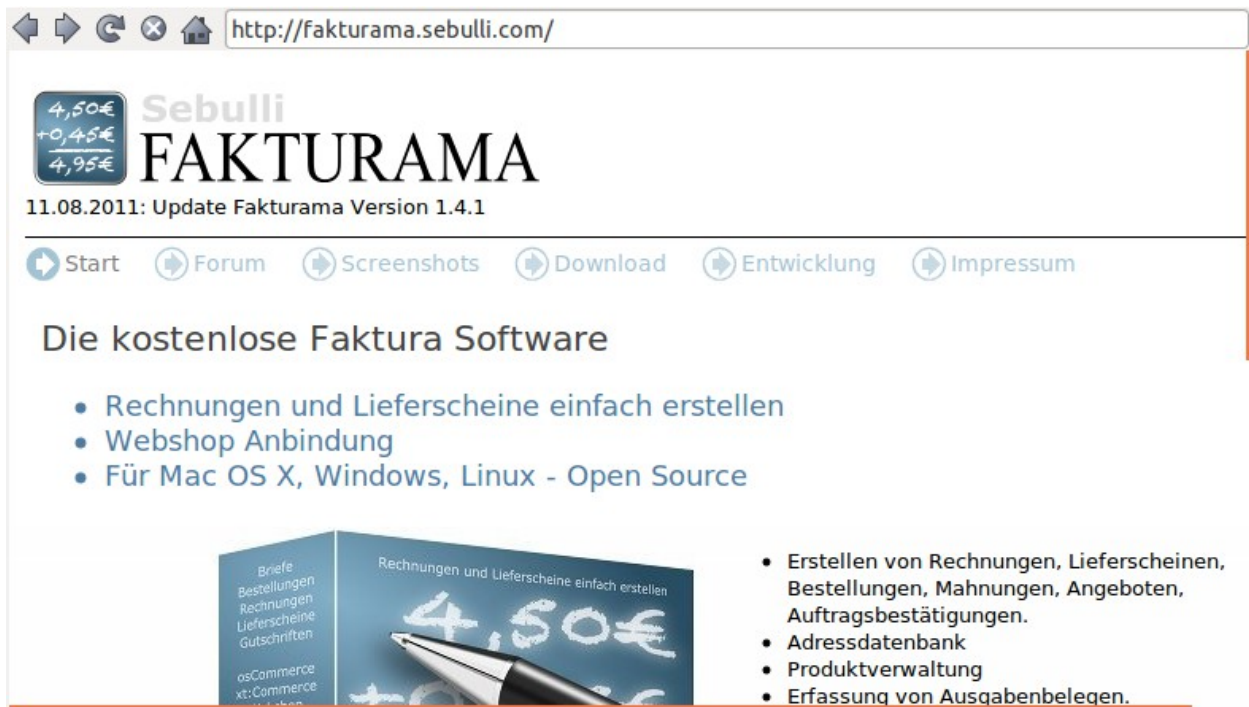 http://fakturama.sebulli.com/
4,50€
+0,45€
4,95€
Sebulli
FAKTURAMA
11.08.2011: Update Fakturama Version 1.4.1
Start Forum Screenshots Download Entwicklung Impressum
Die kostenlose Faktura Software
• Rechnungen und Lieferscheine einfach erstellen
• Webshop Anbindung
• Für Mac OS X, Windows, Linux - Open Source
Briefe
Bestellungen
Rechnungen
Lieferscheine
Gutschriften
osCommerce
xt:Commerce
Rechnungen und Lieferscheine einfach erstellen
4,50€
• Erstellen von Rechnungen, Lieferscheinen,
Bestellungen, Mahnungen, Angeboten,
Auftragsbestätigungen.
• Adressdatenbank
• Produktverwaltung
• Erfassung von Ausgabenbelegen.